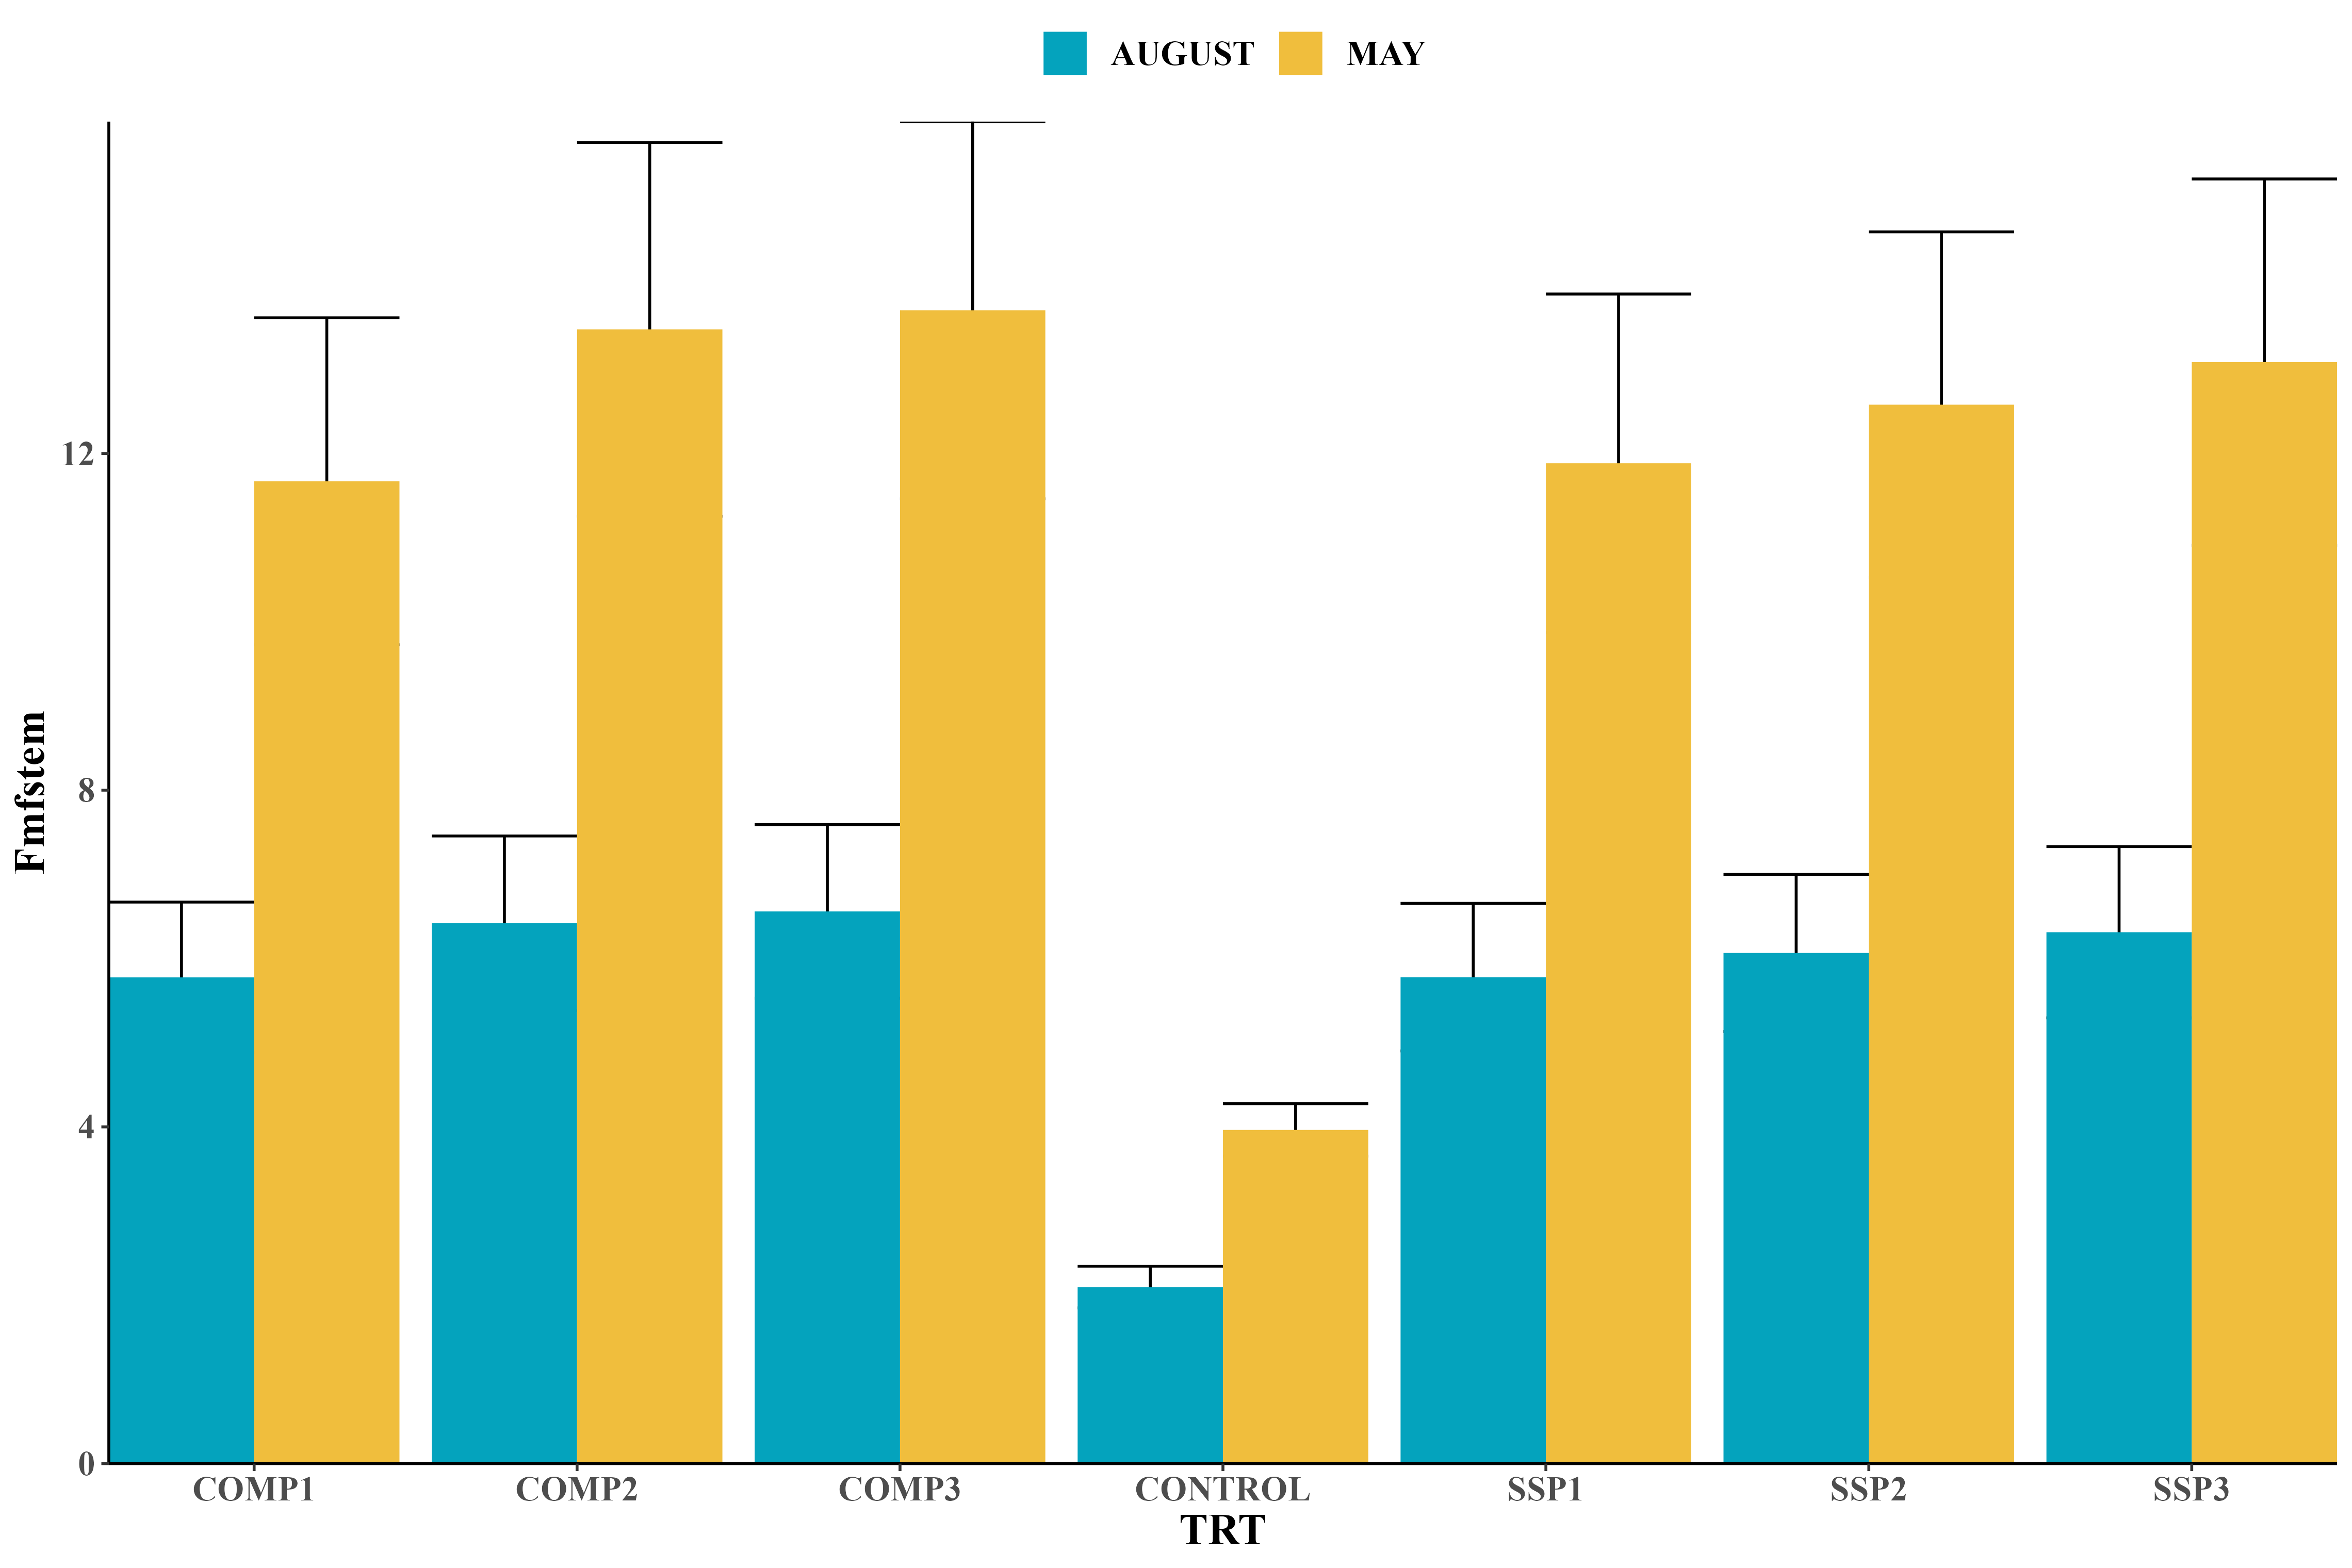 AUGUST MAY
Fmfstem
12
8
4
0
COMP1 COMP2 COMP3 CONTROL SSP1 SSP2 SSP3
TRT